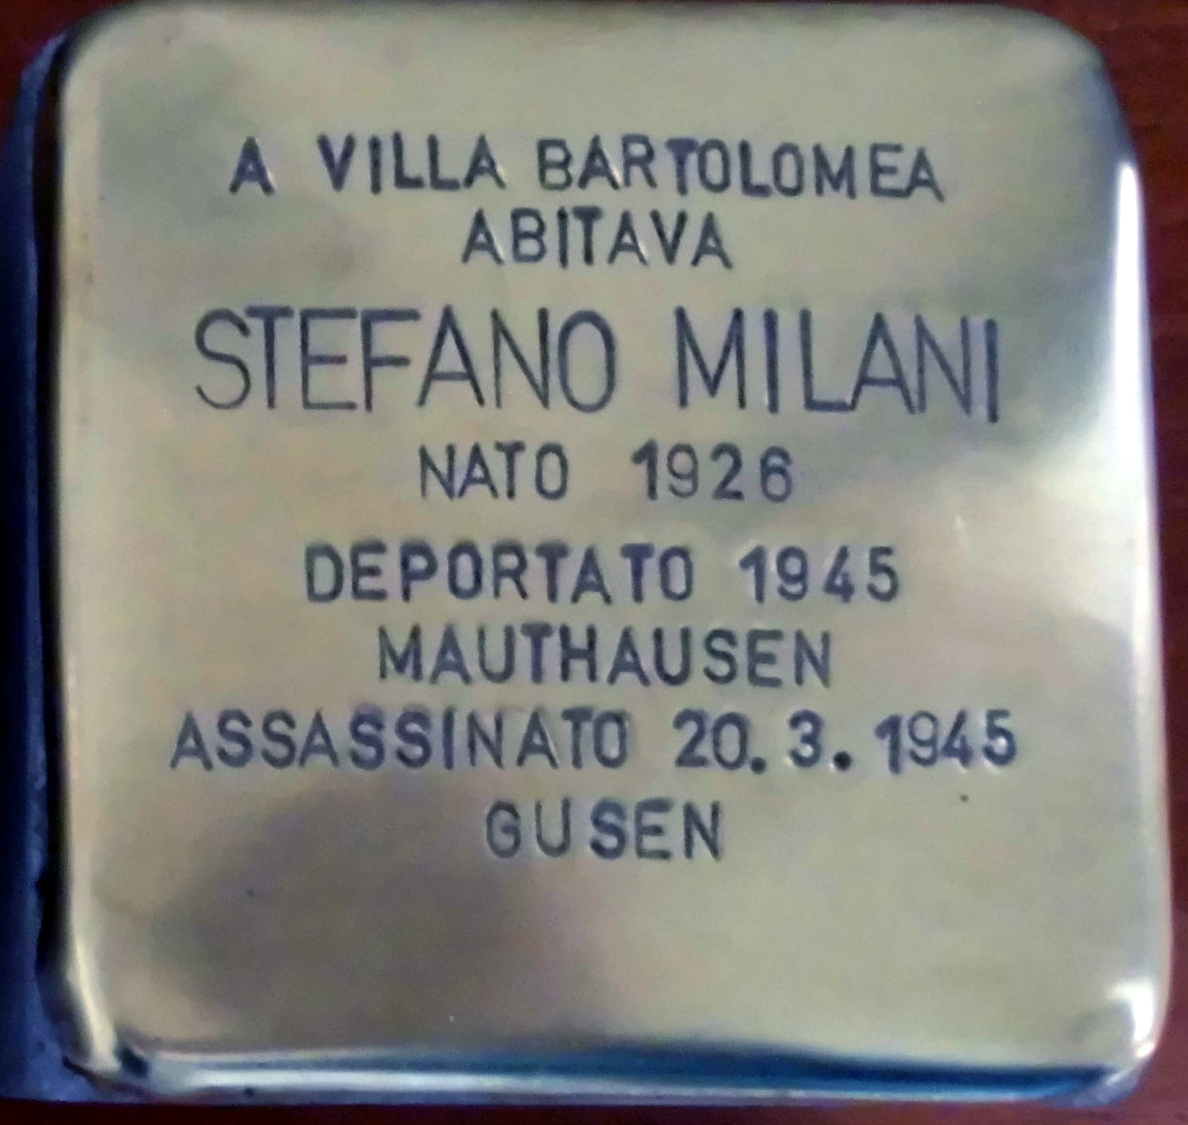 A VILLA BARTOLOMEA
ABITAVA
STEFANO MILANI
NATO 1926
DEPORTATO 1945
MAUTHAUSEN
ASSASSINATO 20.3.1945
GUSEN